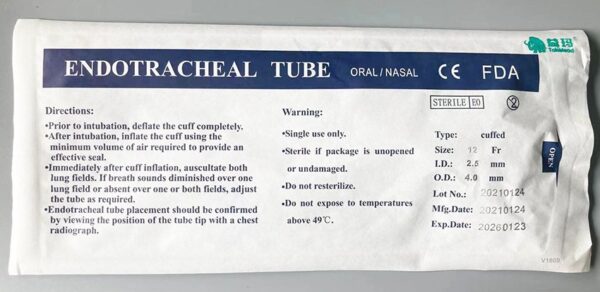 益玛
ENDOTRACHEAL TUBE ORAL/NASAL CE FDA
STERILE EO 2
Directions:
•Prior to intubation, deflate the cuff completely.
•After intubation, inflate the cuff using the
minimum volume of air required to provide an
effective seal.
•Immediately after cuff inflation, auscultate both
lung fields. If breath sounds diminished over one
lung field or absent over one or both fields, adjust
the tube as required.
•Endotracheal tube placement should be confirmed
by viewing the position of the tube tip with a chest
radiograph.
Warning:
•Single use only.
•Sterile if package is unopened
or undamaged.
•Do not resterilize.
•Do not expose to temperatures
above 49℃.
Type: cuffed
Size: 12 Fr
I.D.: 2.5 mm
O.D.: 4.0 mm
Lot No.: 20210124
Mfg.Date: 20210124
Exp.Date: 20260123
OPEN